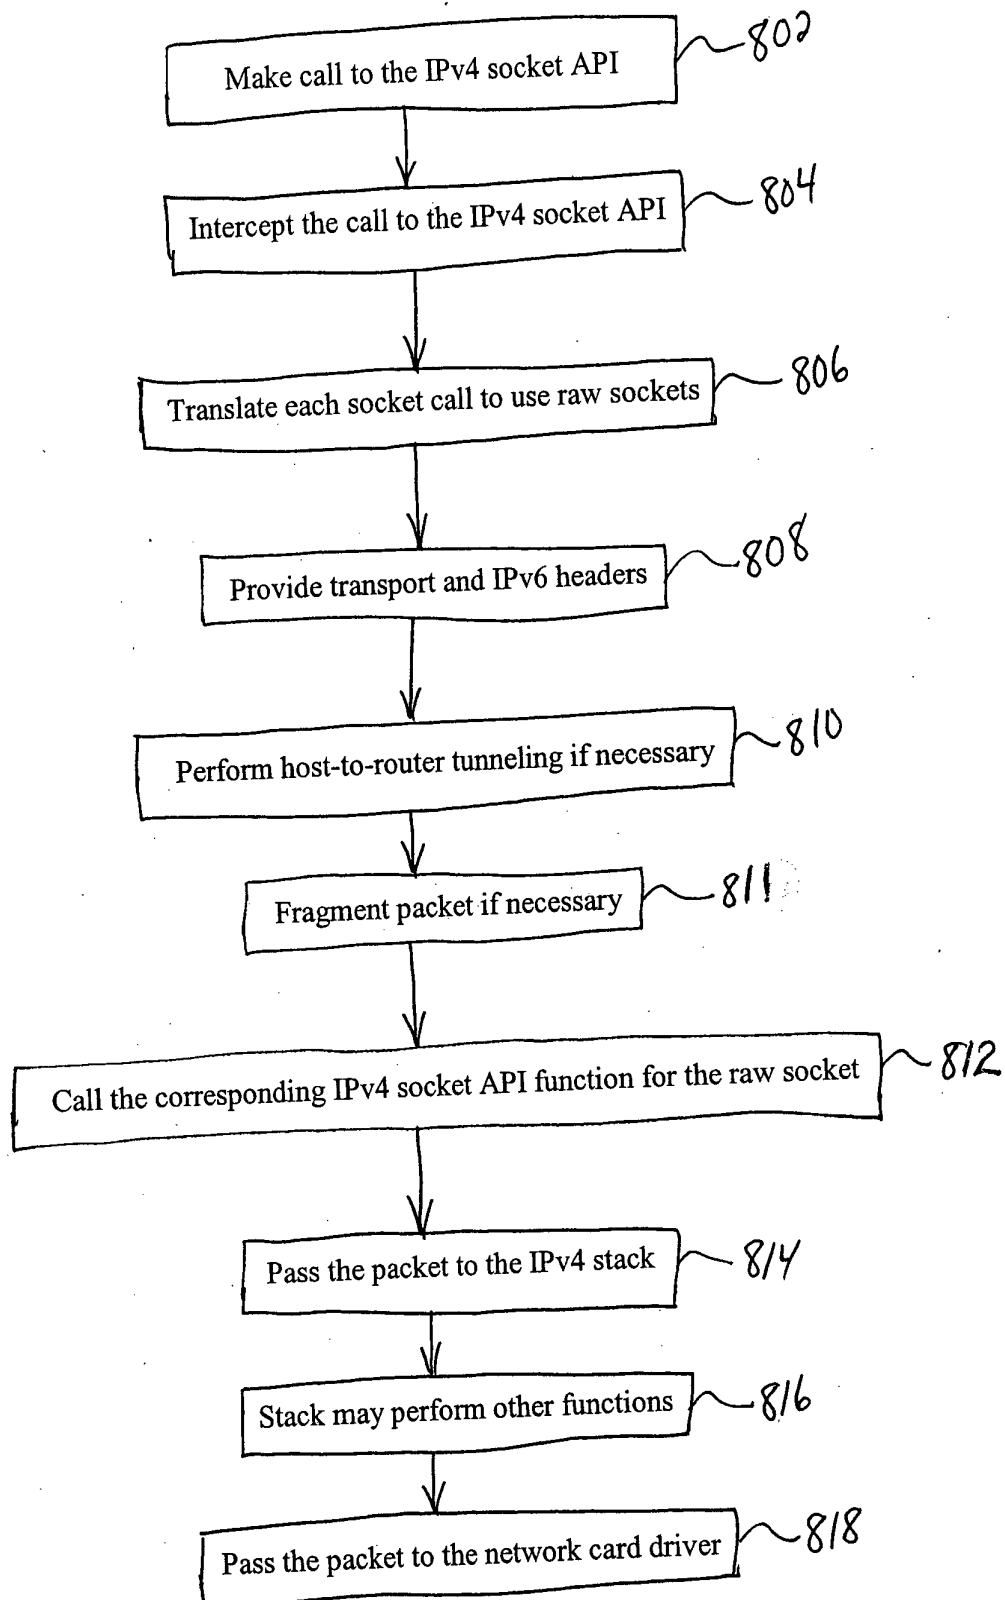 Make call to the IPv4 socket API
802
Intercept the call to the IPv4 socket API
804
Translate each socket call to use raw sockets
806
Provide transport and IPv6 headers
808
Perform host-to-router tunneling if necessary
810
Fragment packet if necessary
811
Call the corresponding IPv4 socket API function for the raw socket
812
Pass the packet to the IPv4 stack
814
Stack may perform other functions
816
Pass the packet to the network card driver
818